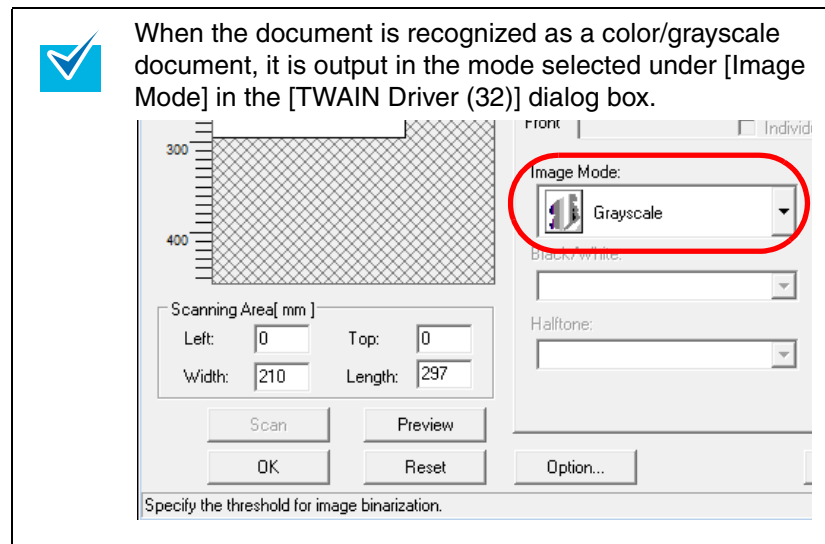 When the document is recognized as a color/grayscale
document, it is output in the mode selected under [Image
Mode] in the [TWAIN Driver (32)] dialog box.
Front
300
Image Mode:
Grayscale
400
Black/White:
Scanning Area[ mm ]
Left: 0 Top: 0
Halftone:
Width: 210 Length: 297
Scan Preview
OK Reset Option...
Specify the threshold for image binarization.